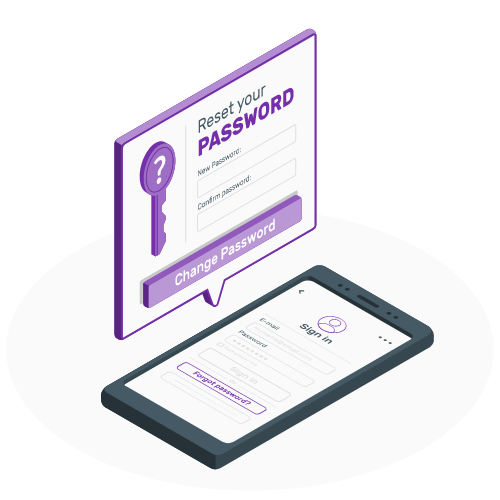 Reset your
PASSWORD
New Password:
Confirm password:
?
Change Password
Sign in
E-mail
Password
Sign in
Forgot password?